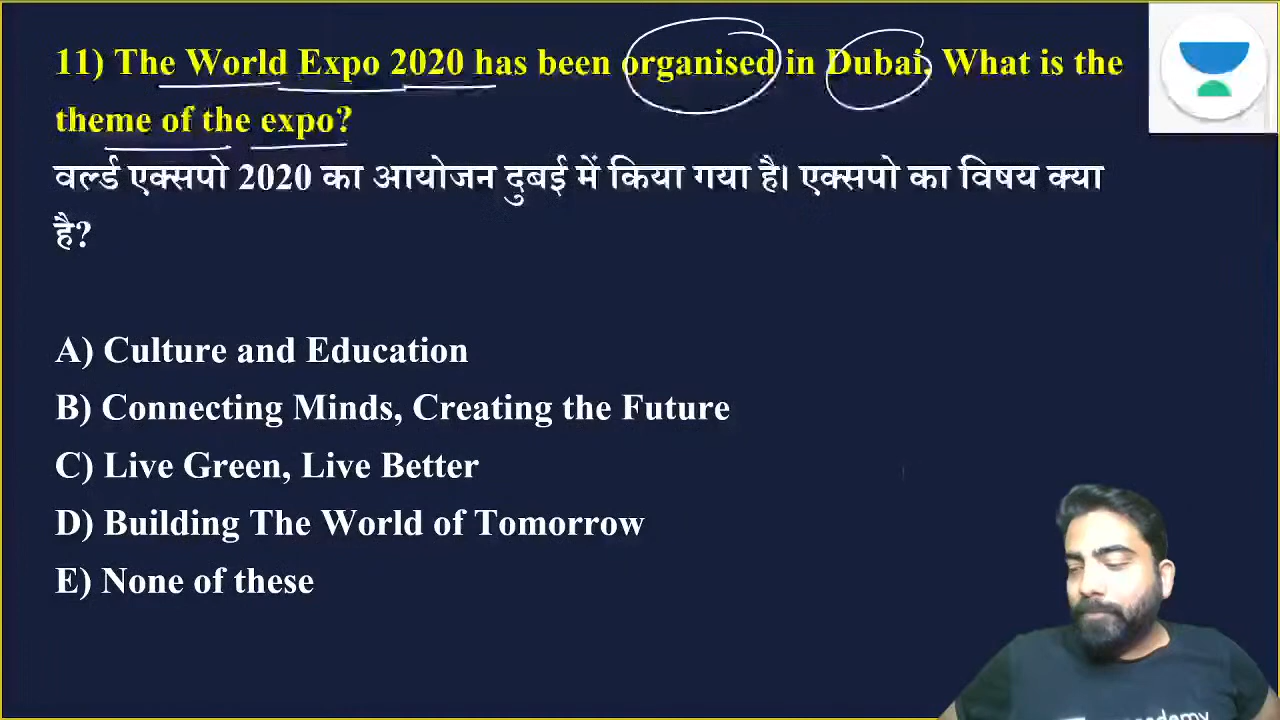 11) The World Expo 2020 has been organised in Dubai, What is the
theme of the expo?
वर्ल्ड एक्सपो 2020 का आयोजन दुबई में किया गया है। एक्सपो का विषय क्या
है?
A) Culture and Education
B) Connecting Minds, Creating the Future
C) Live Green, Live Better
D) Building The World of Tomorrow
E) None of these